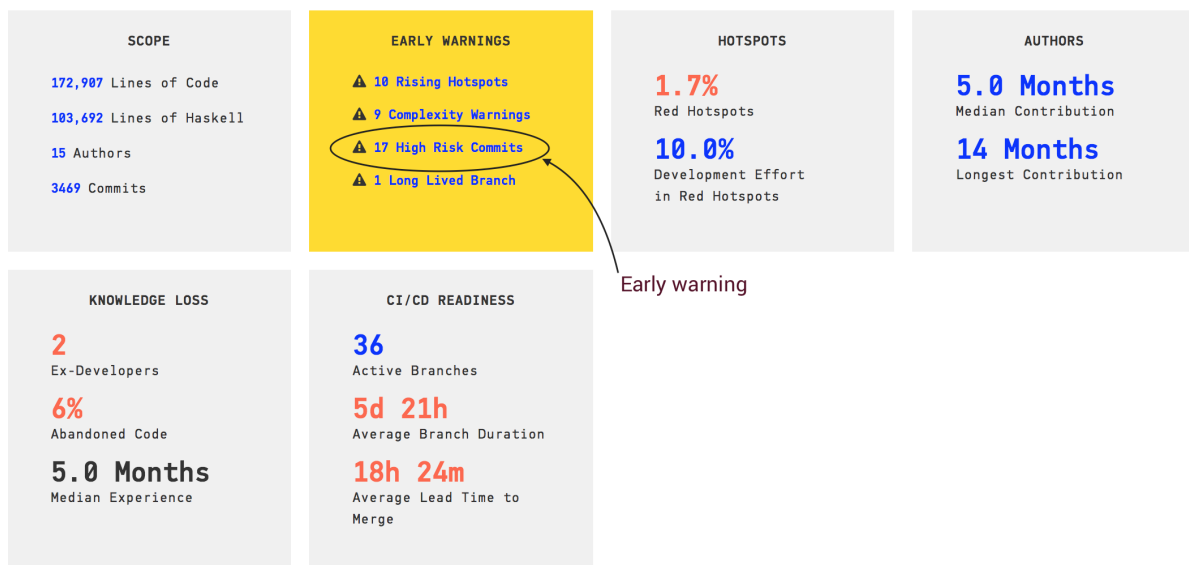 SCOPE
172,907 Lines of Code
103,692 Lines of Haskell
15 Authors
3469 Commits
EARLY WARNINGS
10 Rising Hotspots
9 Complexity Warnings
17 High Risk Commits
1 Long Lived Branch
HOTSPOTS
1.7%
Red Hotspots
10.0%
Development Effort
in Red Hotspots
AUTHORS
5.0 Months
Median Contribution
14 Months
Longest Contribution
Early warning
KNOWLEDGE LOSS
2
Ex-Developers
6%
Abandoned Code
5.0 Months
Median Experience
CI/CD READINESS
36
Active Branches
5d 21h
Average Branch Duration
18h 24m
Average Lead Time to
Merge